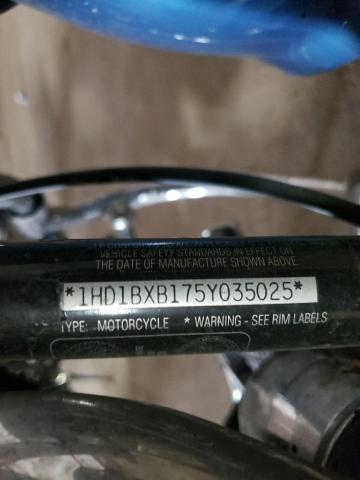 VEHICLE SAFETY STANDARDS IN EFFECT ON
THE DATE OF MANUFACTURE SHOWN ABOVE
*1HD1BXB175Y035025*
TYPE: MOTORCYCLE * WARNING - SEE RIM LABELS